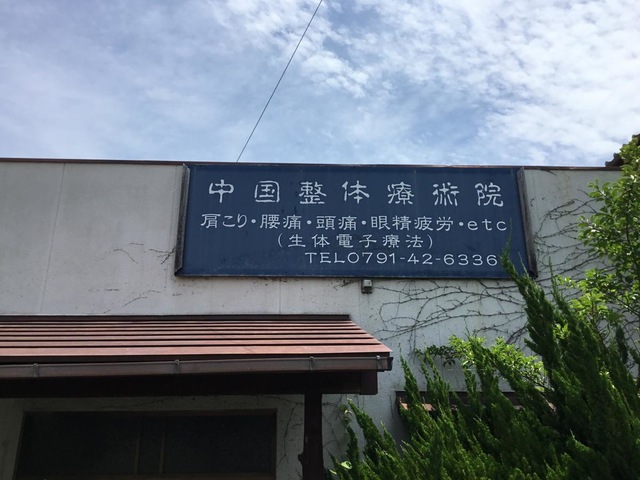 中国整体療術院
肩こり・腰痛・頭痛・眼精疲労・etc
(生体電子療法)
TEL0791-42-6336